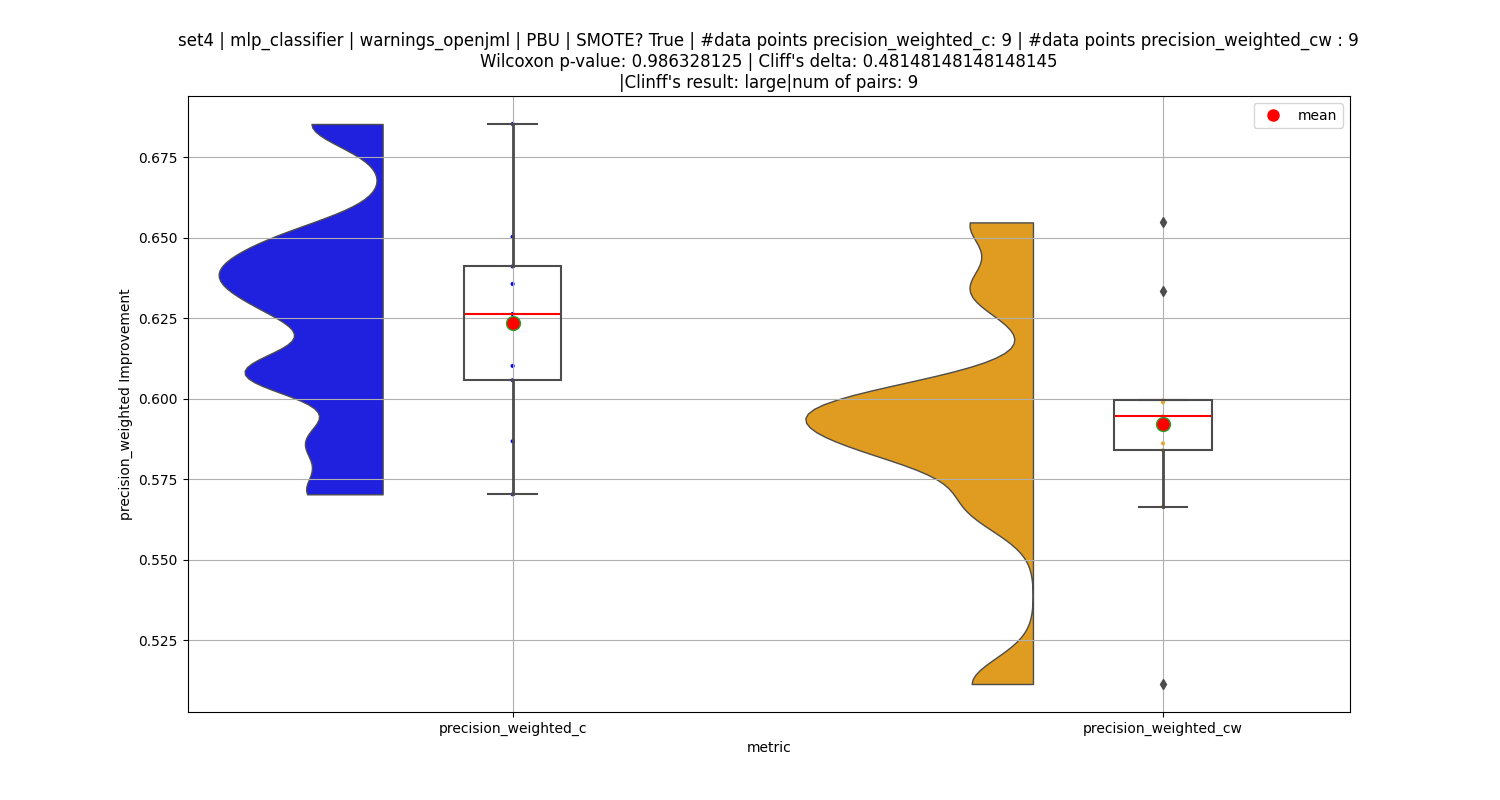 set4 | mlp_classifier | warnings_openjml | PBU | SMOTE? True | #data points precision_weighted_c: 9 | #data points precision_weighted_cw : 9
Wilcoxon p-value: 0.986328125 | Cliff's delta: 0.48148148148148145
|Clinff's result: large|num of pairs: 9
mean
0.675
0.650
0.625
0.600
0.575
0.550
0.525
precision_weighted Improvement
precision_weighted_c
precision_weighted_cw
metric